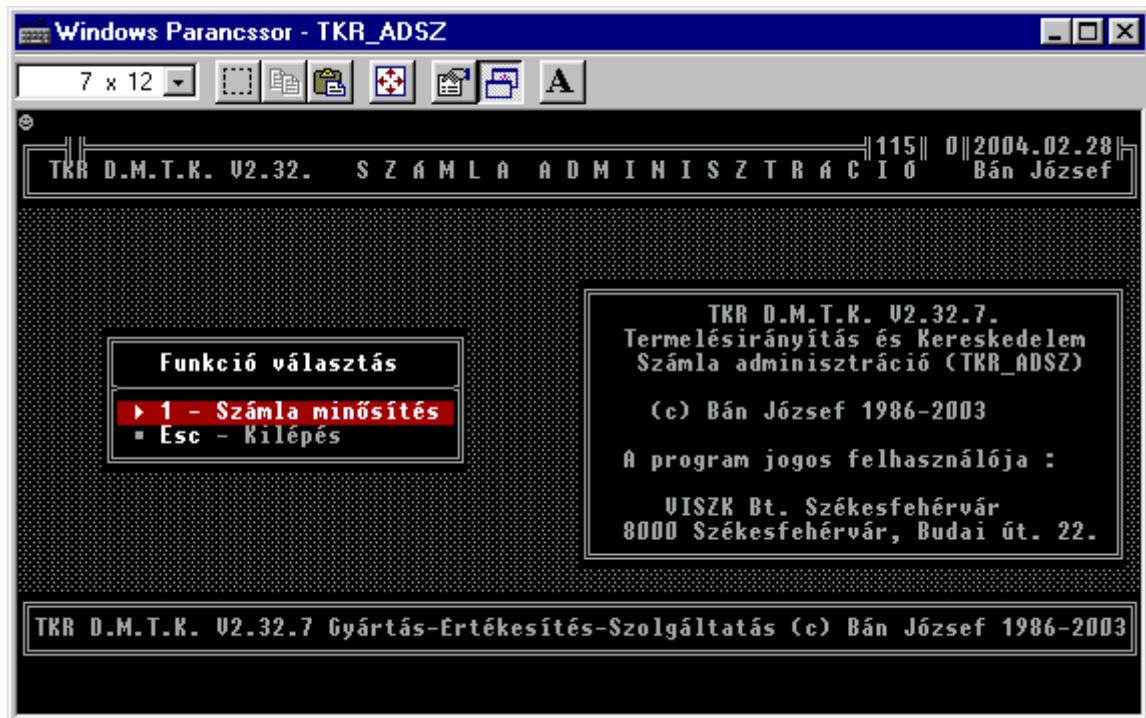 Windows Parancssor - TKR_ADSZ
7 x 12
A
115 0 2004.02.28
TKR D.M.T.K. V2.32. S Z Á M L A A D M I N I S Z T R Á C I Ó Bán József
TKR D.M.T.K. V2.32.7.
Termelésirányítás és Kereskedelem
Számla adminisztráció (TKR_ADSZ)
(c) Bán József 1986-2003
A program jogos felhasználója :
VISZK Bt. Székesfehérvár
8000 Székesfehérvár, Budai út. 22.
Funkció választás
1 - Számla minősítés
Esc - Kilépés
TKR D.M.T.K. V2.32.7 Gyártás-Értékesítés-Szolgáltatás (c) Bán József 1986-2003